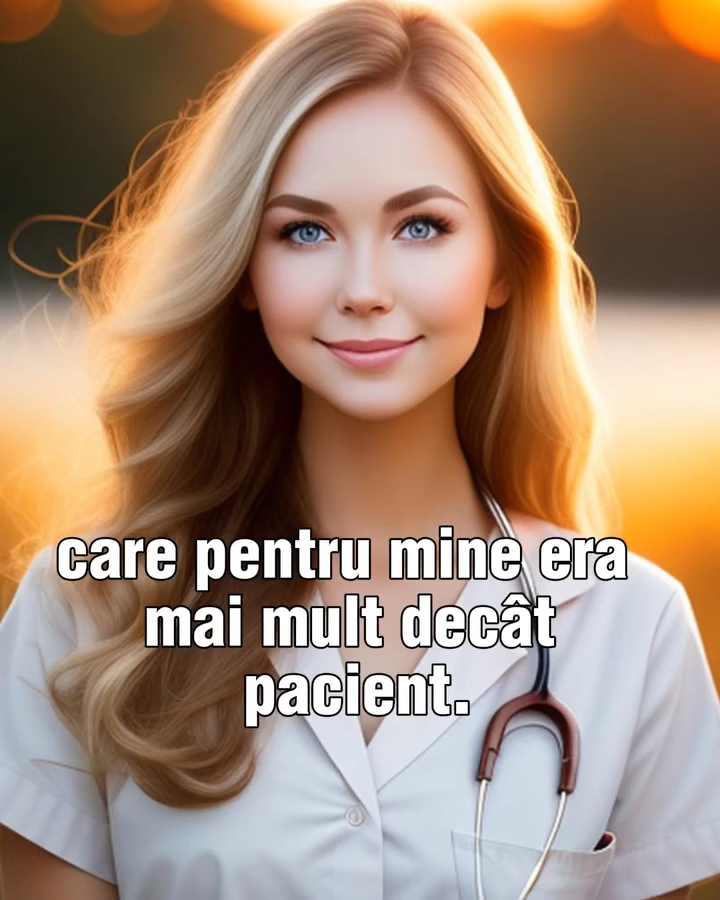 care pentru mine era
mai mult decât
pacient.